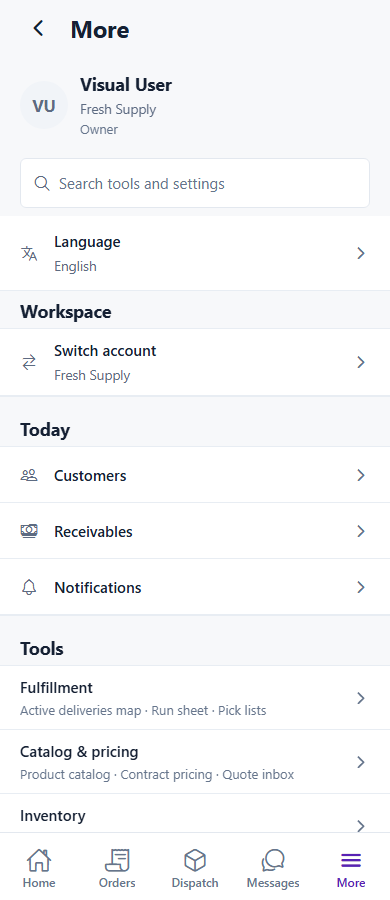 More
VU
Visual User
Fresh Supply
Owner
Search tools and settings
Language
English
Workspace
Switch account
Fresh Supply
Today
Customers
Receivables
Notifications
Tools
Fulfillment
Active deliveries map · Run sheet · Pick lists
Catalog & pricing
Product catalog · Contract pricing · Quote inbox
Inventory
Home
Orders
Dispatch
Messages
More